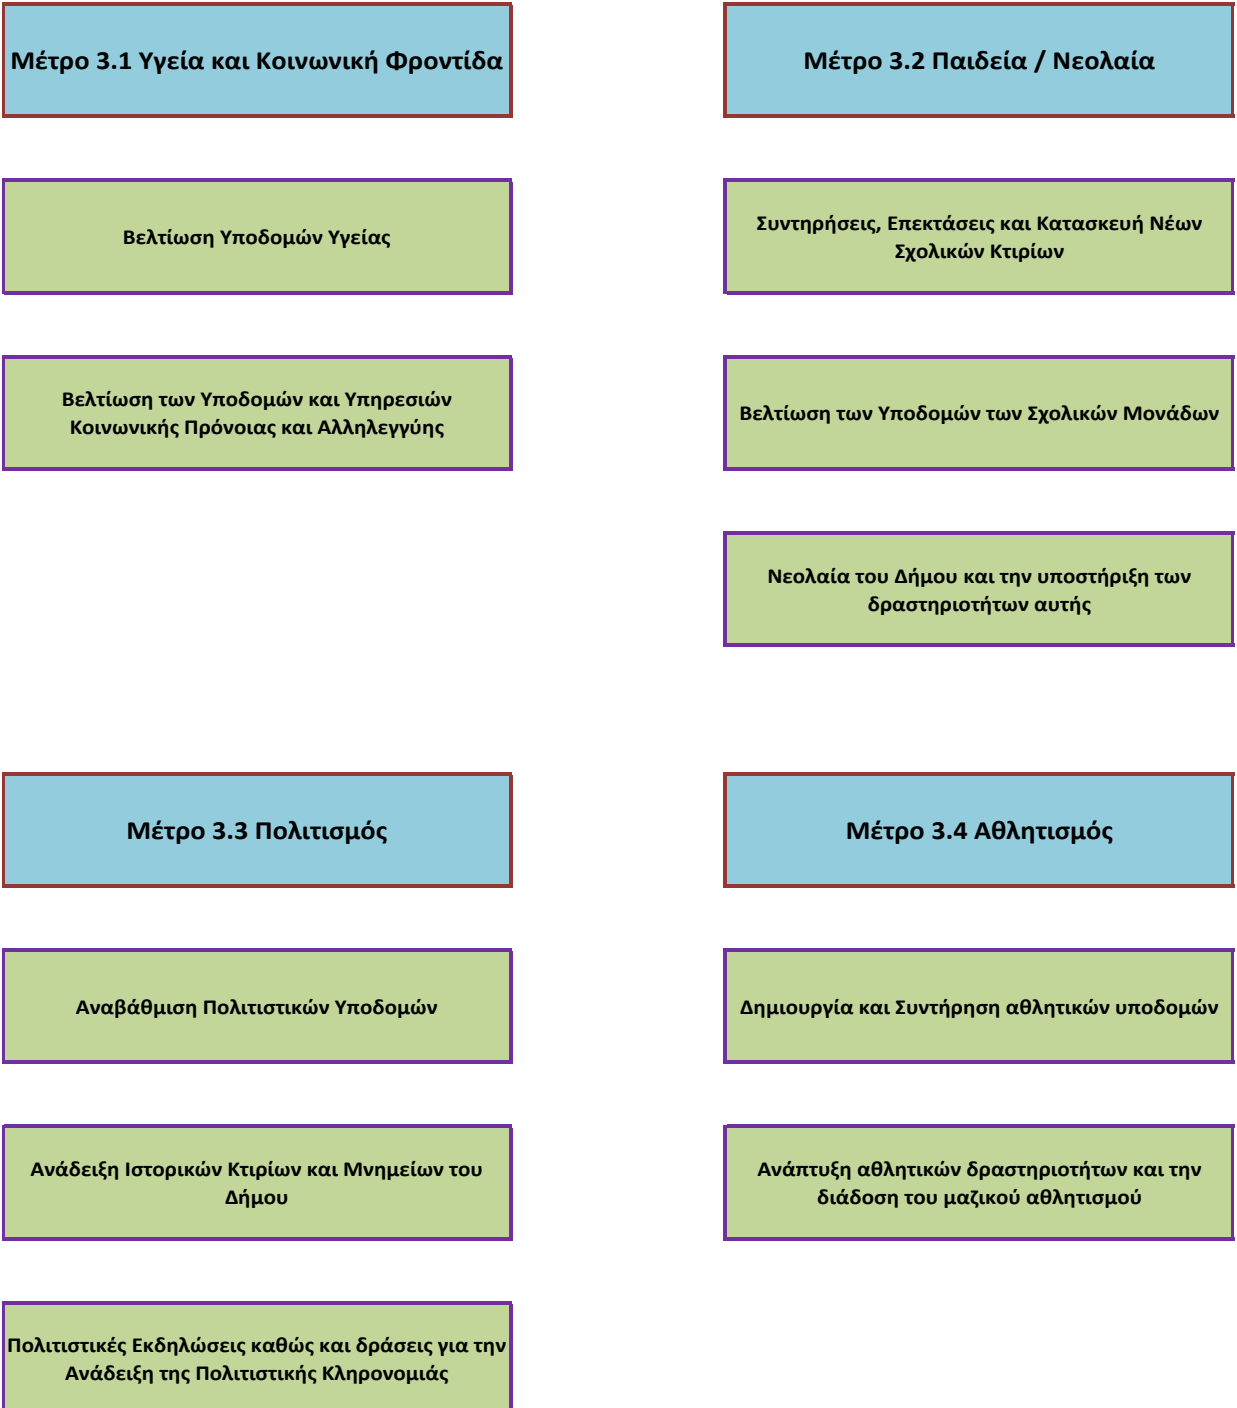 Μέτρο 3.1 Υγεία και Κοινωνική Φροντίδα
Βελτίωση Υποδομών Υγείας
Βελτίωση των Υποδομών και Υπηρεσιών
Κοινωνικής Πρόνοιας και Αλληλεγγύης
Μέτρο 3.2 Παιδεία / Νεολαία
Συντηρήσεις, Επεκτάσεις και Κατασκευή Νέων
Σχολικών Κτιρίων
Βελτίωση των Υποδομών των Σχολικών Μονάδων
Νεολαία του Δήμου και την υποστήριξη των
δραστηριοτήτων αυτής
Μέτρο 3.3 Πολιτισμός
Αναβάθμιση Πολιτιστικών Υποδομών
Ανάδειξη Ιστορικών Κτιρίων και Μνημείων του
Δήμου
Πολιτιστικές Εκδηλώσεις καθώς και δράσεις για την
Ανάδειξη της Πολιτιστικής Κληρονομιάς
Μέτρο 3.4 Αθλητισμός
Δημιουργία και Συντήρηση αθλητικών υποδομών
Ανάπτυξη αθλητικών δραστηριοτήτων και την
διάδοση του μαζικού αθλητισμού